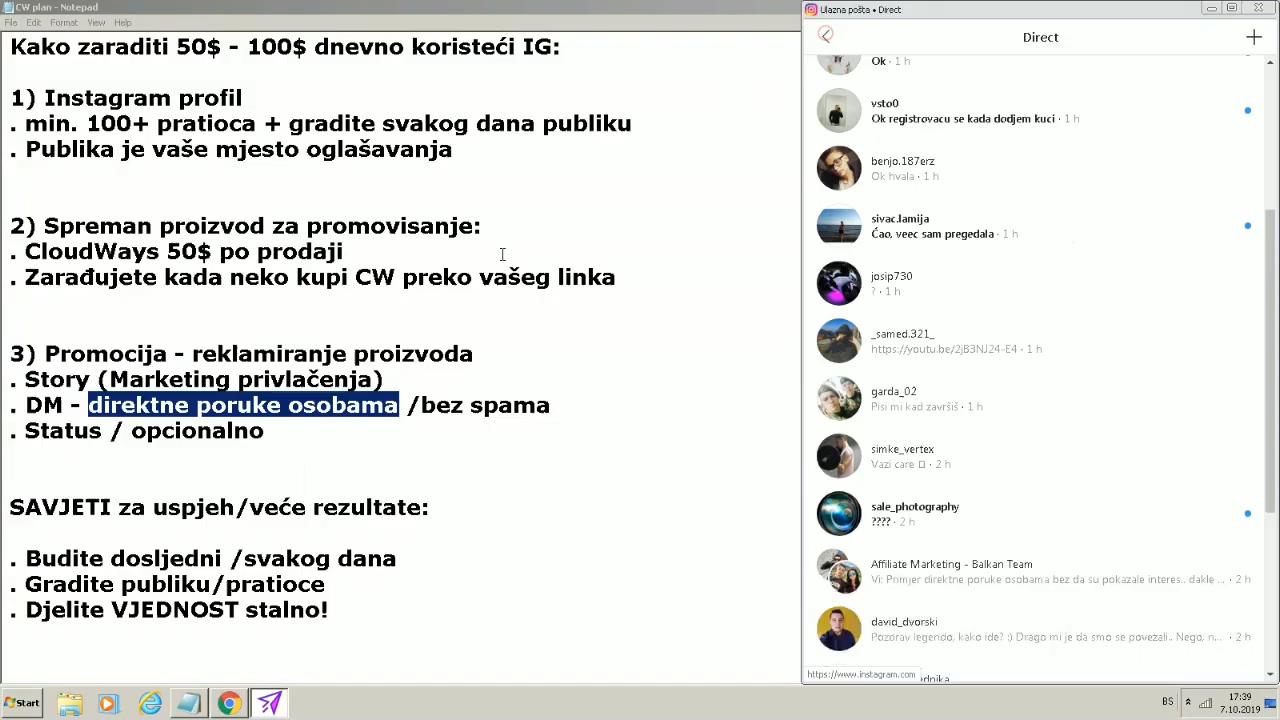 CW plan - Notepad
File Edit Format View Help
Kako zaraditi 50$ - 100$ dnevno koristeći IG:
1) Instagram profil
. min. 100+ pratioca + gradite svakog dana publiku
. Publika je vaše mjesto oglašavanja
2) Spreman proizvod za promovisanje:
. CloudWays 50$ po prodaji
. Zarađujete kada neko kupi CW preko vašeg linka
3) Promocija - reklamiranje proizvoda
. Story (Marketing privlačenja)
. DM - direktne poruke osobama /bez spama
. Status / opcionalno
SAVJETI za uspjeh/veće rezultate:
. Budite dosljedni /svakog dana
. Gradite publiku/pratioce
. Djelite VJEDNOST stalno!
Ulazna pošta • Direct
Direct
Ok · 1 h
vsto0
Ok registrovacu se kada dodjem kuci · 1 h
benjo.187erz
Ok hvala · 1 h
sivac.lamija
Ćao, veec sam pregedala · 1 h
josip730
? · 1 h
_samed.321_
https://youtu.be/2jB3NJ24-E4 · 1 h
garda_02
Pisi mi kad završiš · 1 h
simke_vertex
Vazi care □ · 2 h
sale_photography
???? · 2 h
Affiliate Marketing - Balkan Team
Vi: Primjer direktne poruke osobama bez da su pokazale interes.. dakle ... · 2 h
david_dvorski
Pozdrav legendo, kako ide? :) Drago mi je da smo se povezali.. Nego, n... · 2 h
https://www.instagram.com
Start
BS
17:39
7.10.2019